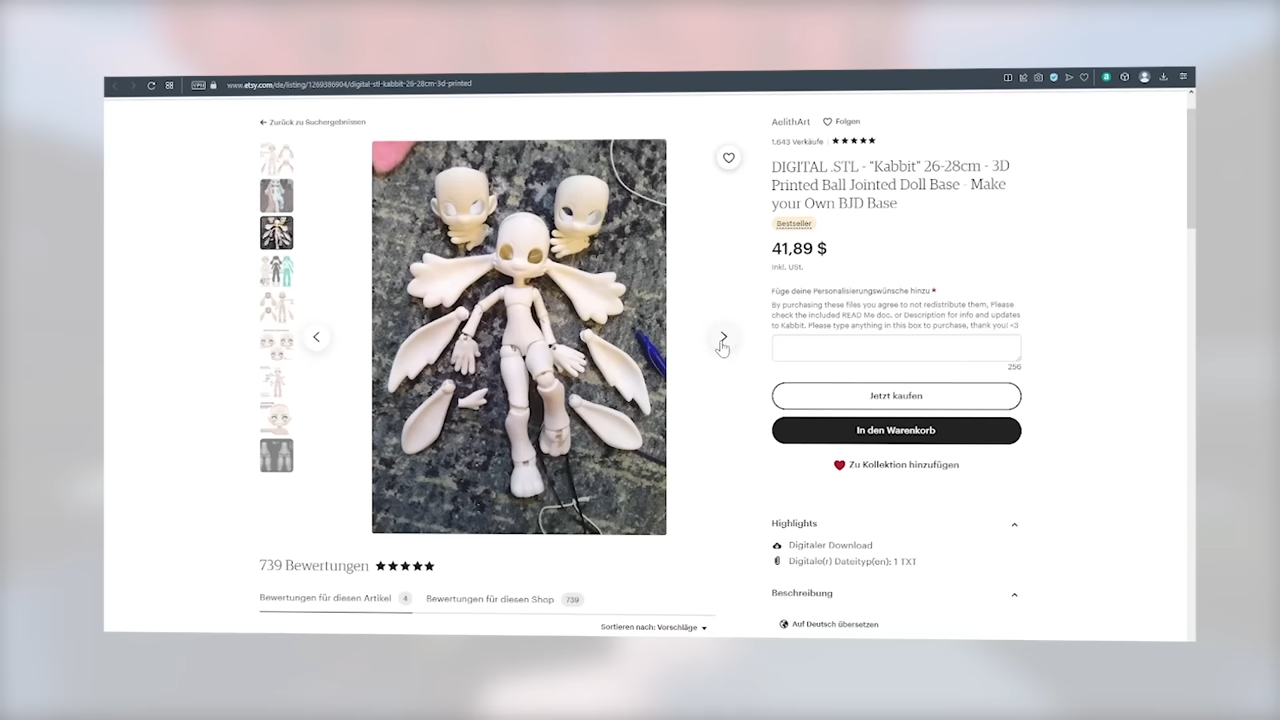 VPN
www.etsy.com/de/listing/1269386904/digital-stl-kabbit-26-28cm-3d-printed
Zurück zu Suchergebnissen
AelithArt Folgen
1.643 Verkäufe
DIGITAL .STL - "Kabbit" 26-28cm - 3D
Printed Ball Jointed Doll Base - Make
your Own BJD Base
Bestseller
41,89 $
Inkl. USt.
Füge deine Personalisierungswünsche hinzu *
By purchasing these files you agree to not redistribute them, Please
check the included READ Me doc. or Description for info and updates
to Kabbit. Please type anything in this box to purchase, thank you! <3
256
Jetzt kaufen
In den Warenkorb
Zu Kollektion hinzufügen
Highlights
Digitaler Download
Digitale(r) Dateityp(en): 1 TXT
Beschreibung
Auf Deutsch übersetzen
739 Bewertungen
Bewertungen für diesen Artikel 4 Bewertungen für diesen Shop 739
Sortieren nach: Vorschläge